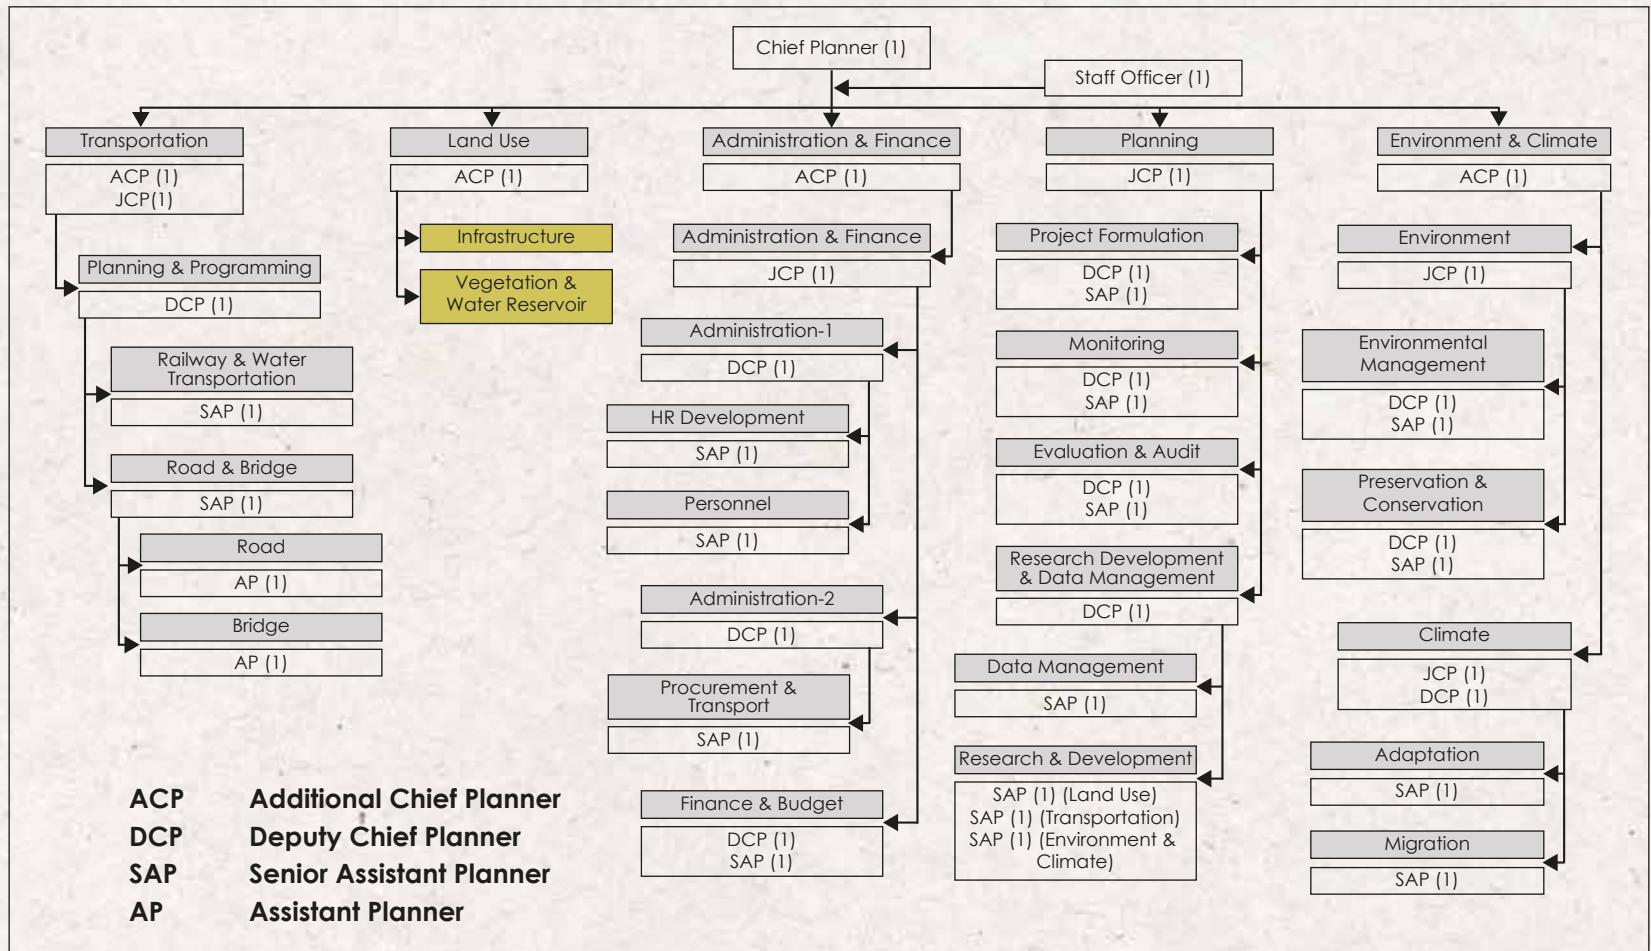 Chief Planner (1)
Staff Officer (1)
Transportation
ACP (1)
JCP(1)
Planning & Programming
DCP (1)
Railway & Water
Transportation
SAP (1)
Road & Bridge
SAP (1)
Road
AP (1)
Bridge
AP (1)
Land Use
ACP (1)
Infrastructure
Vegetation &
Water Reservoir
Administration & Finance
ACP (1)
Administration & Finance
JCP (1)
Administration-1
DCP (1)
HR Development
SAP (1)
Personnel
SAP (1)
Administration-2
DCP (1)
Procurement &
Transport
SAP (1)
Finance & Budget
DCP (1)
SAP (1)
Planning
JCP (1)
Project Formulation
DCP (1)
SAP (1)
Monitoring
DCP (1)
SAP (1)
Evaluation & Audit
DCP (1)
SAP (1)
Research Development
& Data Management
DCP (1)
Data Management
SAP (1)
Research & Development
SAP (1) (Land Use)
SAP (1) (Transportation)
SAP (1) (Environment &
Climate)
Environment & Climate
ACP (1)
Environment
JCP (1)
Environmental
Management
DCP (1)
SAP (1)
Preservation &
Conservation
DCP (1)
SAP (1)
Climate
JCP (1)
DCP (1)
Adaptation
SAP (1)
Migration
SAP (1)
ACP Additional Chief Planner
DCP Deputy Chief Planner
SAP Senior Assistant Planner
AP Assistant Planner